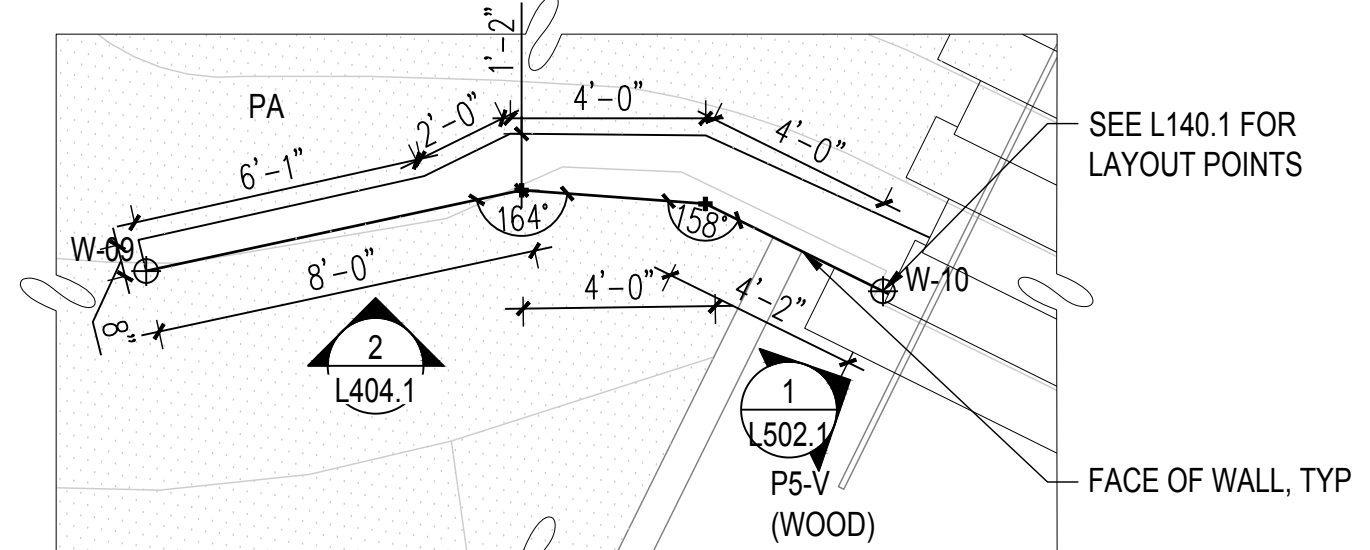 1'-2"
PA
2'-0"
4'-0"
4'-0"
6'-1"
SEE L140.1 FOR
LAYOUT POINTS
W-09
164°
158°
8'-0"
4'-0"
4'-2"
W-10
8"
2
L404.1
1
L502.1
P5-V
(WOOD)
FACE OF WALL, TYP